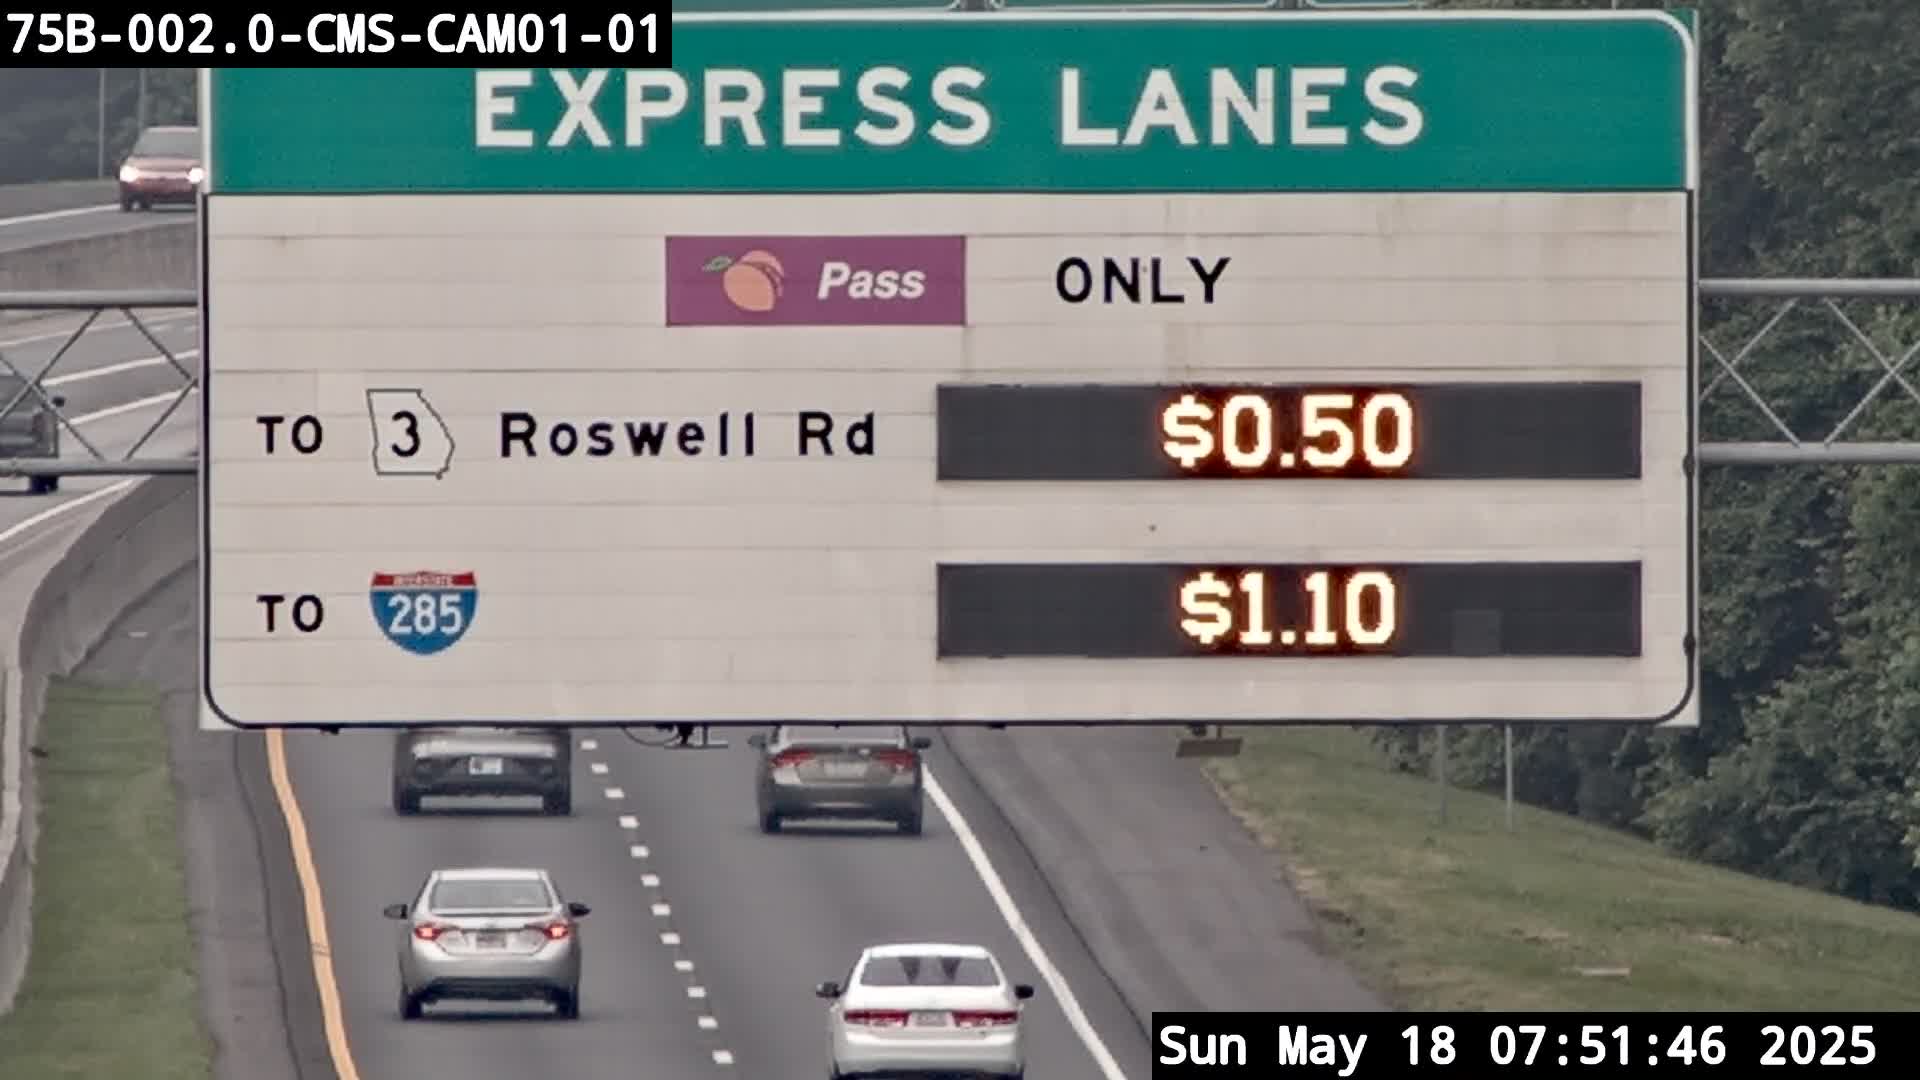 75B-002.0-CMS-CAM01-01
EXPRESS LANES
Pass ONLY
TO 3 Roswell Rd $0.50
TO INTERSTATE 285 $1.10
Sun May 18 07:51:46 2025